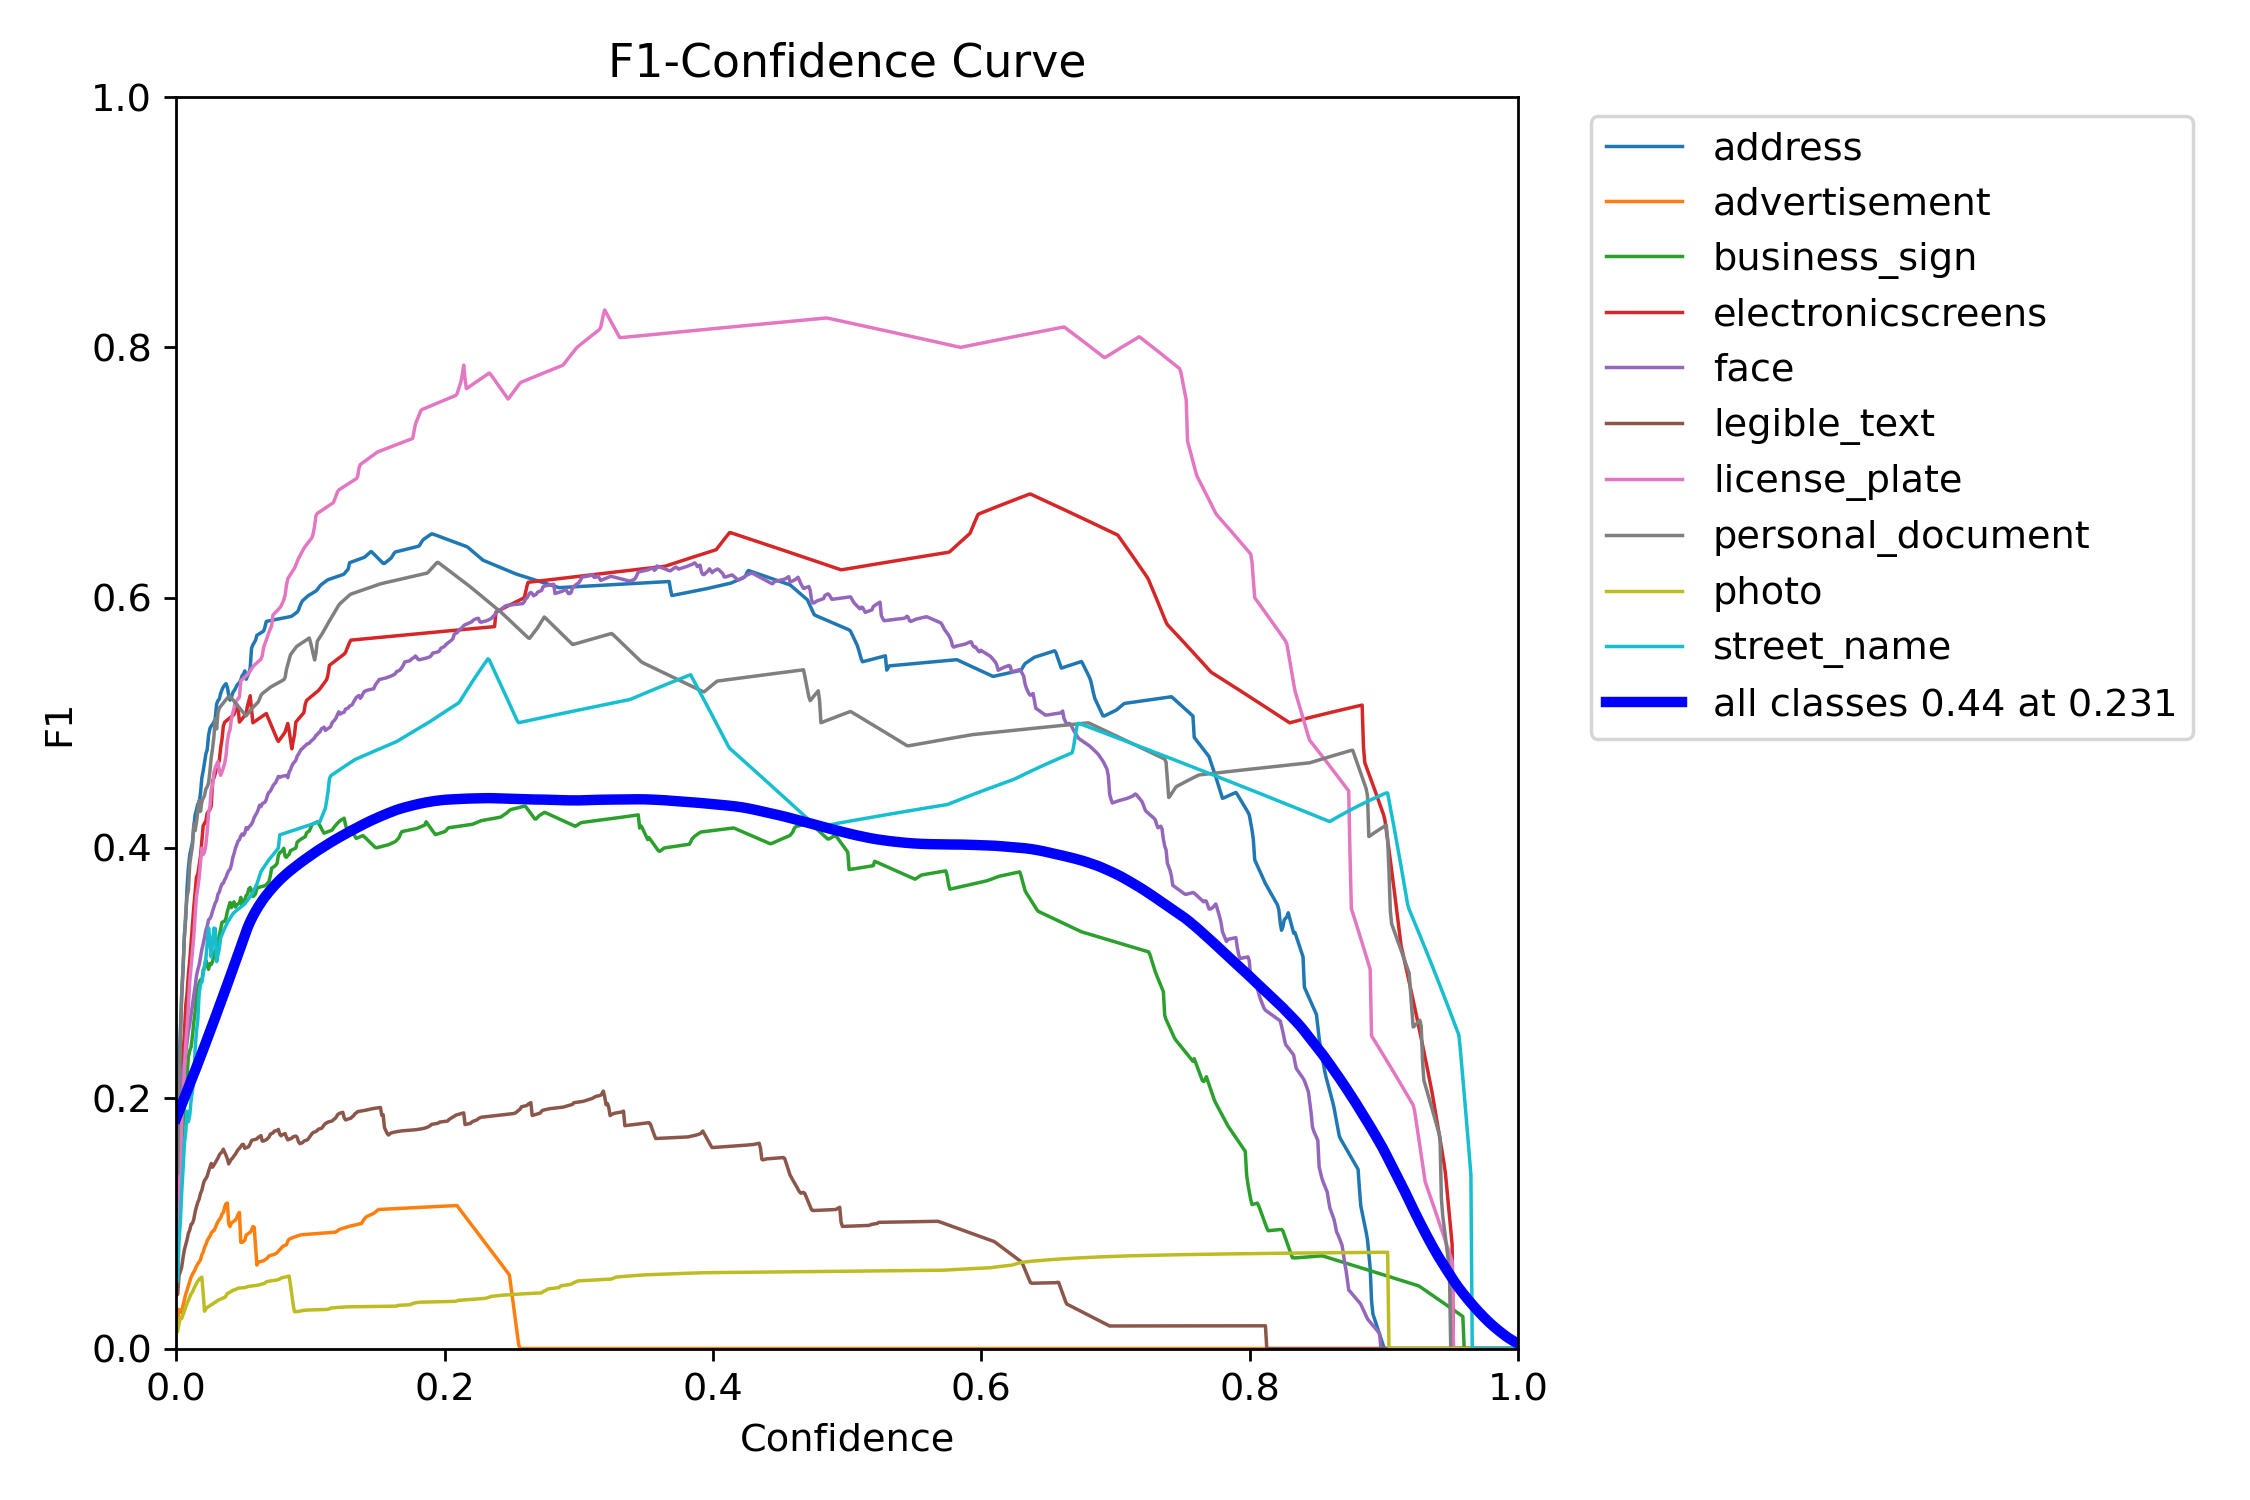 F1-Confidence Curve
1.0
0.8
0.6
0.4
0.2
0.0
F1
0.0 0.2 0.4 0.6 0.8 1.0
Confidence
address
advertisement
business_sign
electronicscreens
face
legible_text
license_plate
personal_document
photo
street_name
all classes 0.44 at 0.231